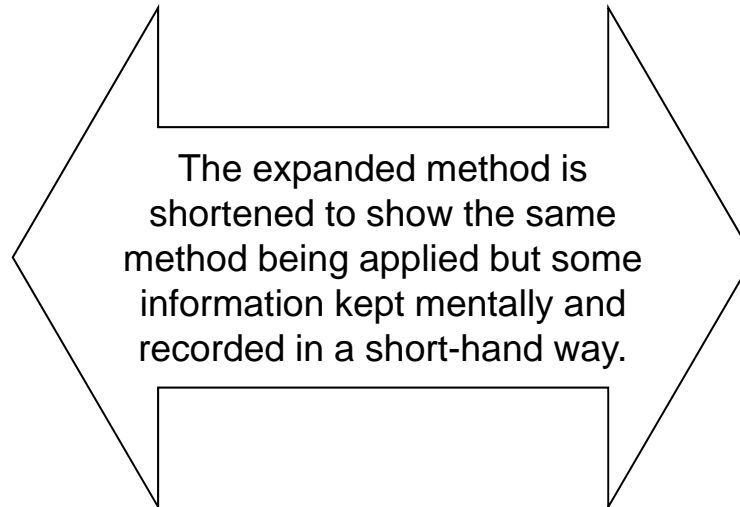 The expanded method is
shortened to show the same
method being applied but some
information kept mentally and
recorded in a short-hand way.